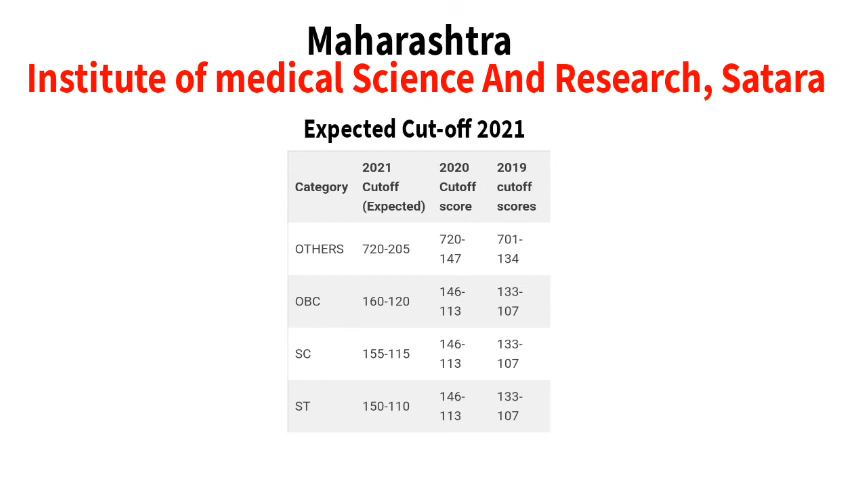 Maharashtra
Institute of medical Science And Research, Satara
Expected Cut-off 2021
Category 2021 Cutoff (Expected) 2020 Cutoff score 2019 cutoff scores
OTHERS 720-205 720-147 701-134
OBC 160-120 146-113 133-107
SC 155-115 146-113 133-107
ST 150-110 146-113 133-107